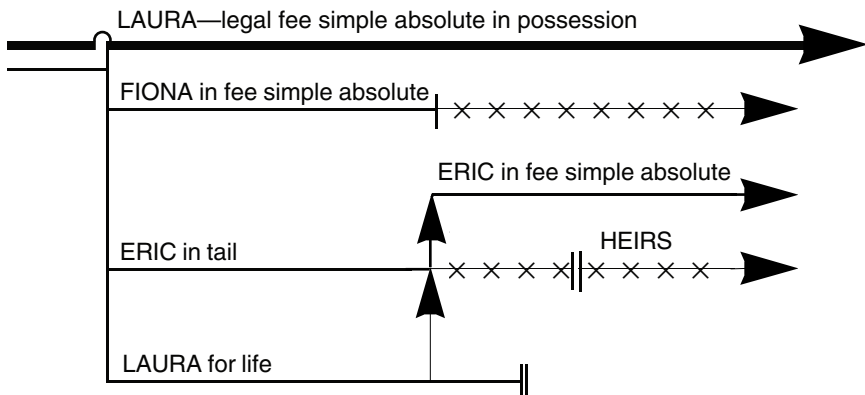 LAURA—legal fee simple absolute in possession
FIONA in fee simple absolute
ERIC in fee simple absolute
ERIC in tail
HEIRS
LAURA for life